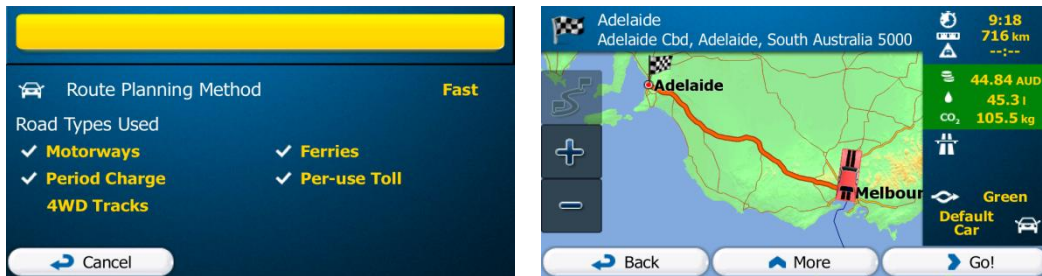 Route Planning Method Fast
Road Types Used
Motorways Ferries
Period Charge Per-use Toll
4WD Tracks
Cancel
Adelaide
Adelaide Cbd, Adelaide, South Australia 5000
9:18
716 km
--:--
44.84 AUD
45.3 l
CO₂ 105.5 kg
Adelaide
Melbour
Green
Default
Car
Back More Go!